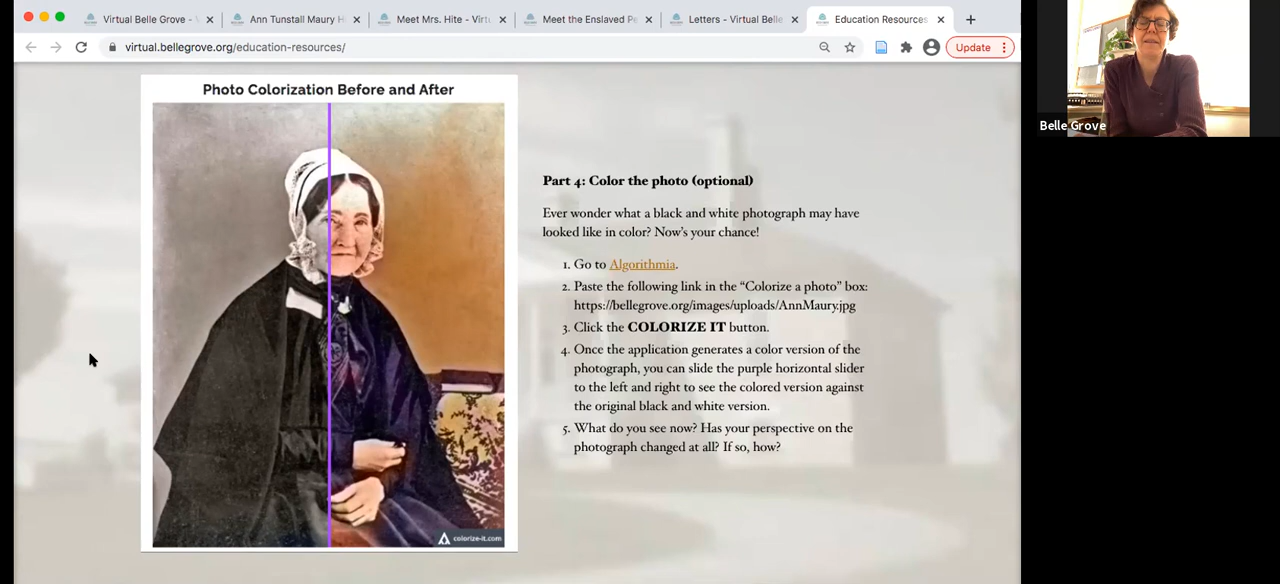 Virtual Belle Grove -
Ann Tunstall Maury H
Meet Mrs. Hite - Virtu
Meet the Enslaved Pe
Letters - Virtual Belle
Education Resources
virtual.bellegrove.org/education-resources/
Update
Belle Grove
Photo Colorization Before and After
colorize-it.com
Part 4: Color the photo (optional)
Ever wonder what a black and white photograph may have
looked like in color? Now's your chance!
1. Go to Algorithmia.
2. Paste the following link in the “Colorize a photo” box:
https://bellegrove.org/images/uploads/AnnMaury.jpg
3. Click the COLORIZE IT button.
4. Once the application generates a color version of the
photograph, you can slide the purple horizontal slider
to the left and right to see the colored version against
the original black and white version.
5. What do you see now? Has your perspective on the
photograph changed at all? If so, how?